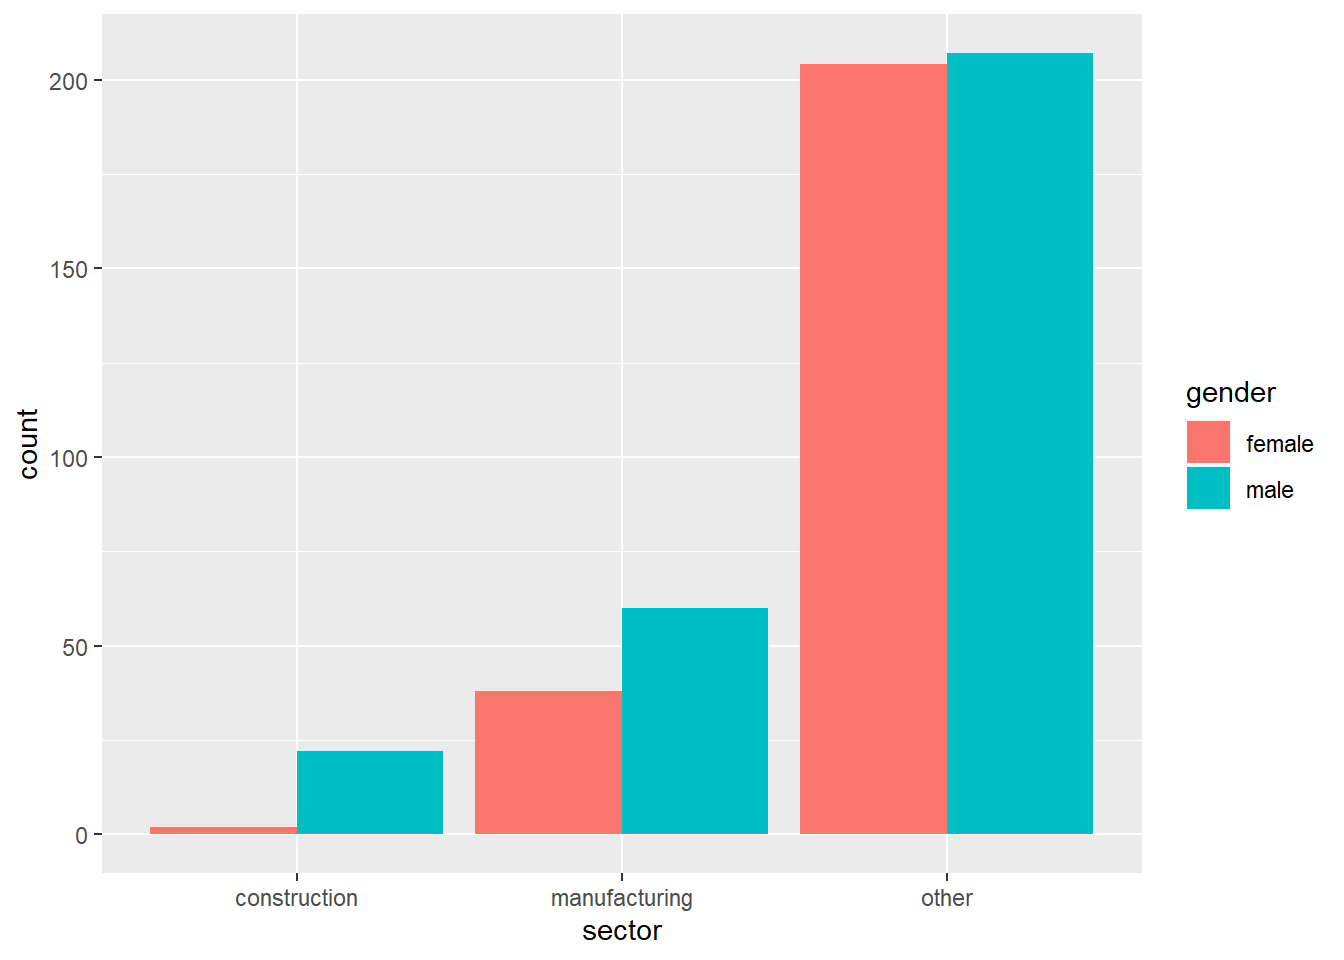 200
150
100
50
0
count
construction
manufacturing
other
sector
gender
female
male